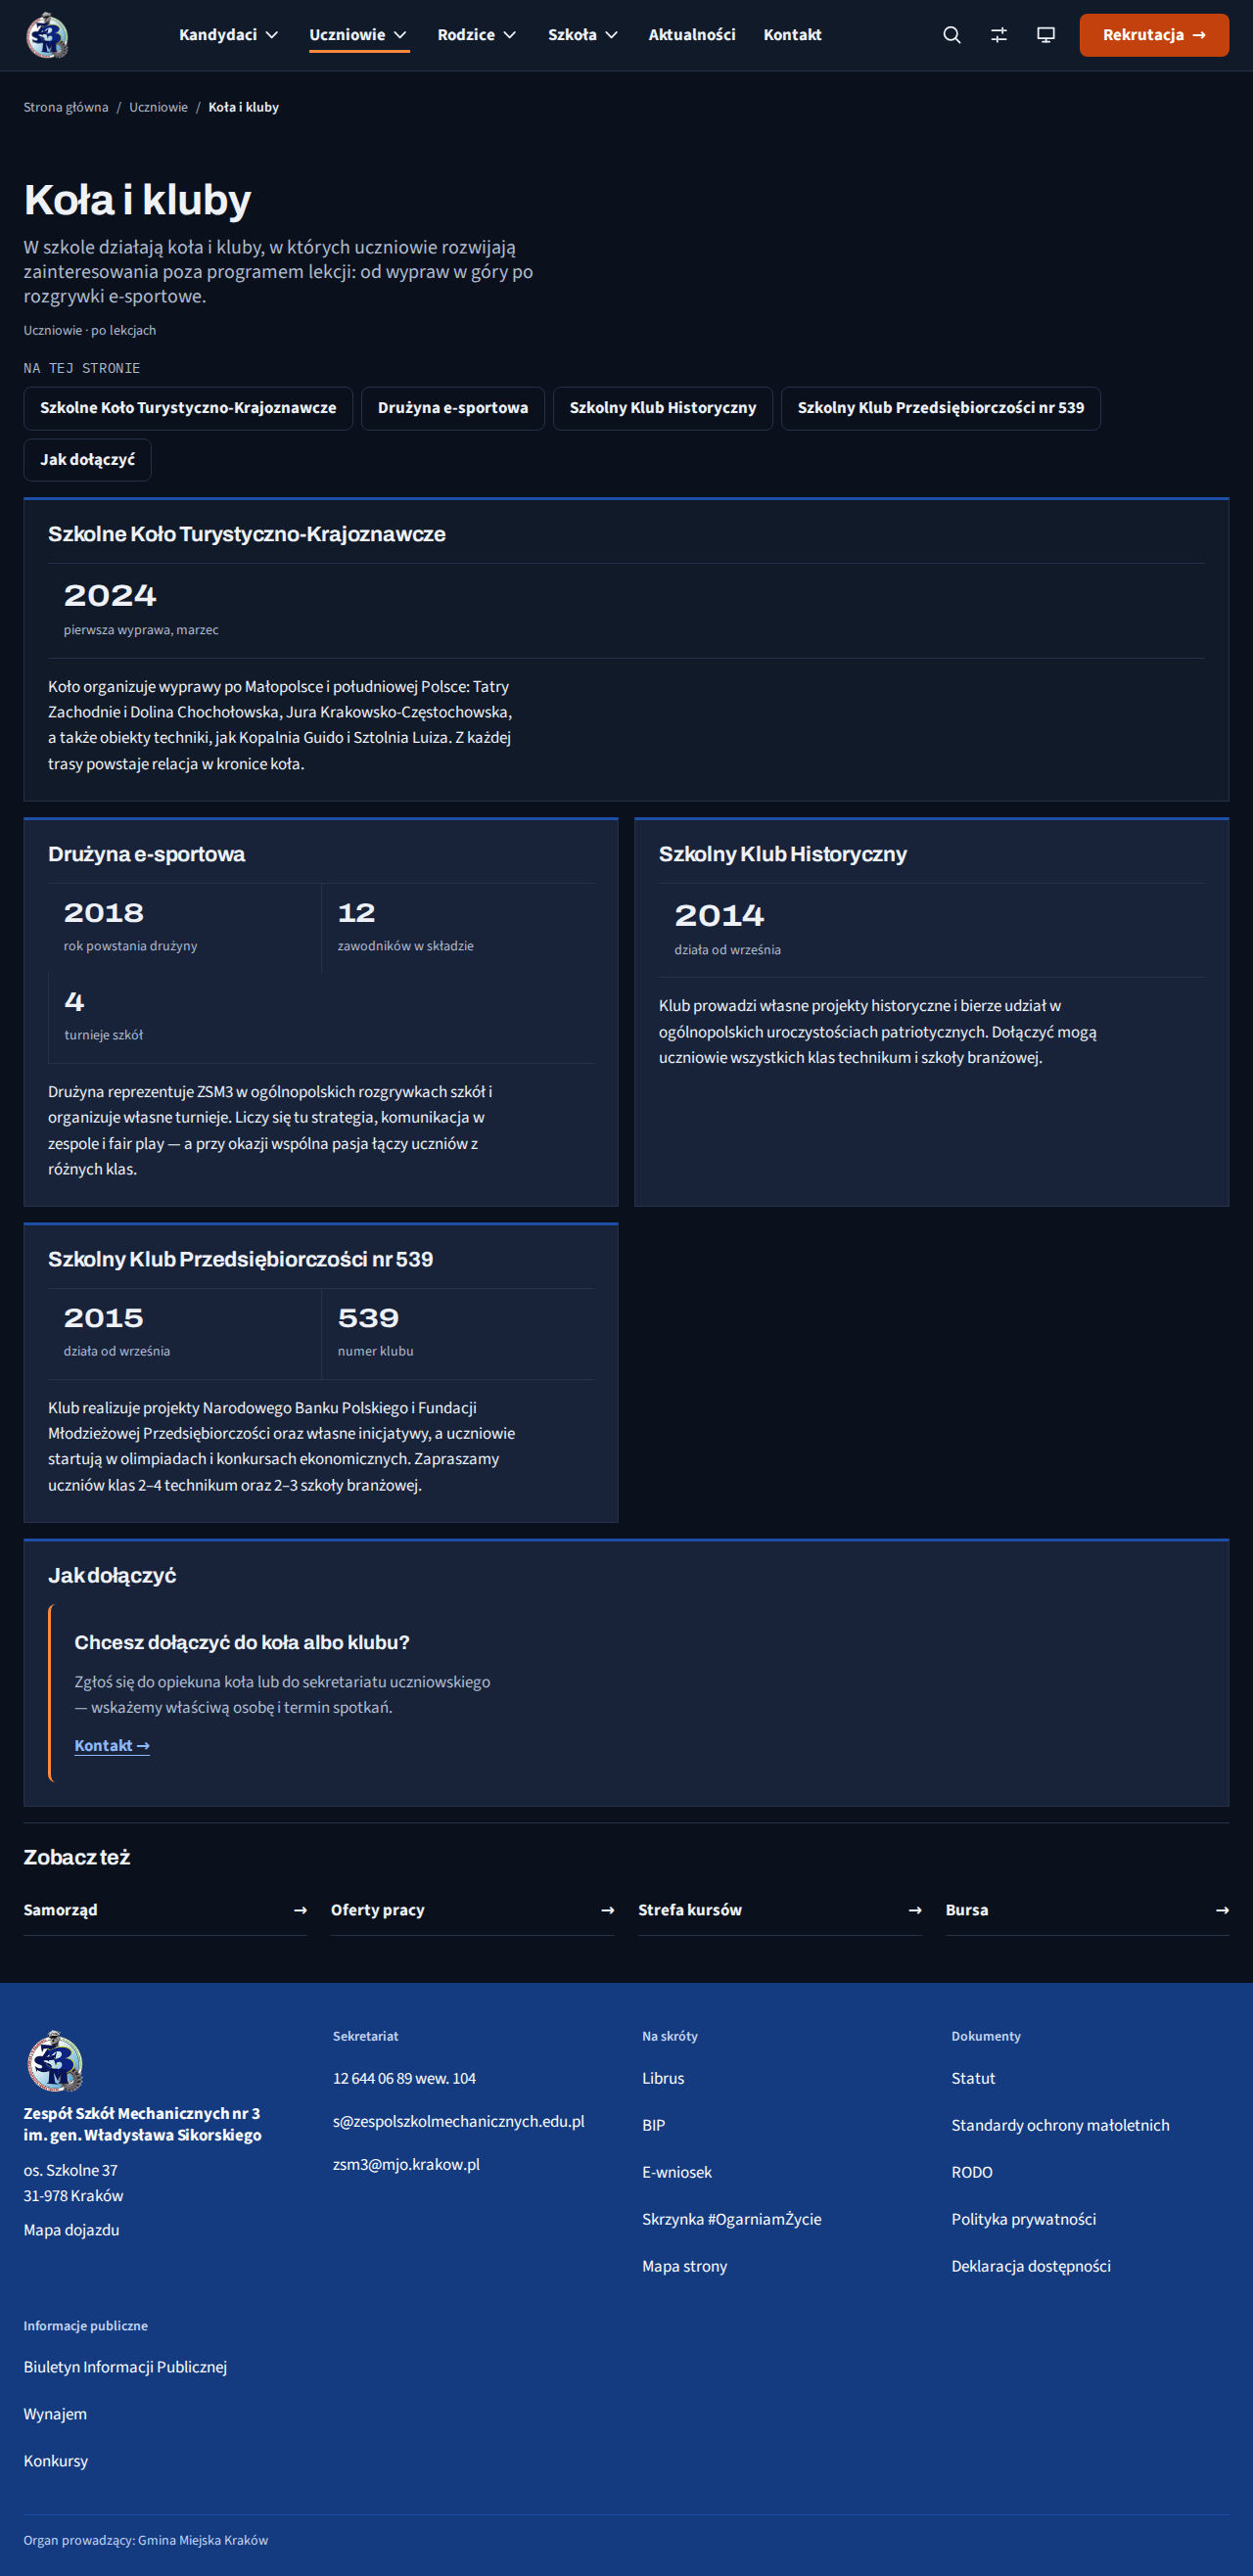 Kandydaci Uczniowie Rodzice Szkoła Aktualności Kontakt Rekrutacja →
Strona główna / Uczniowie / Koła i kluby
Koła i kluby
W szkole działają koła i kluby, w których uczniowie rozwijają
zainteresowania poza programem lekcji: od wypraw w góry po
rozgrywki e-sportowe.
Uczniowie · po lekcjach
NA TEJ STRONIE
Szkolne Koło Turystyczno-Krajoznawcze Drużyna e-sportowa Szkolny Klub Historyczny Szkolny Klub Przedsiębiorczości nr 539
Jak dołączyć
Szkolne Koło Turystyczno-Krajoznawcze
2024
pierwsza wyprawa, marzec
Koło organizuje wyprawy po Małopolsce i południowej Polsce: Tatry
Zachodnie i Dolina Chochołowska, Jura Krakowsko-Częstochowska,
a także obiekty techniki, jak Kopalnia Guido i Sztolnia Luiza. Z każdej
trasy powstaje relacja w kronice koła.
Drużyna e-sportowa
2018 12
rok powstania drużyny zawodników w składzie
4
turnieje szkół
Drużyna reprezentuje ZSM3 w ogólnopolskich rozgrywkach szkół i
organizuje własne turnieje. Liczy się tu strategia, komunikacja w
zespole i fair play — a przy okazji wspólna pasja łączy uczniów z
różnych klas.
Szkolny Klub Historyczny
2014
działa od września
Klub prowadzi własne projekty historyczne i bierze udział w
ogólnopolskich uroczystościach patriotycznych. Dołączyć mogą
uczniowie wszystkich klas technikum i szkoły branżowej.
Szkolny Klub Przedsiębiorczości nr 539
2015 539
działa od września numer klubu
Klub realizuje projekty Narodowego Banku Polskiego i Fundacji
Młodzieżowej Przedsiębiorczości oraz własne inicjatywy, a uczniowie
startują w olimpiadach i konkursach ekonomicznych. Zapraszamy
uczniów klas 2–4 technikum oraz 2–3 szkoły branżowej.
Jak dołączyć
Chcesz dołączyć do koła albo klubu?
Zgłoś się do opiekuna koła lub do sekretariatu uczniowskiego
— wskażemy właściwą osobę i termin spotkań.
Kontakt →
Zobacz też
Samorząd → Oferty pracy → Strefa kursów → Bursa →
Zespół Szkół Mechanicznych nr 3
im. gen. Władysława Sikorskiego
os. Szkolne 37
31-978 Kraków
Mapa dojazdu
Sekretariat
12 644 06 89 wew. 104
s@zespolszkolmechanicznych.edu.pl
zsm3@mjo.krakow.pl
Na skróty
Librus
BIP
E-wniosek
Skrzynka #OgarniamŻycie
Mapa strony
Dokumenty
Statut
Standardy ochrony małoletnich
RODO
Polityka prywatności
Deklaracja dostępności
Informacje publiczne
Biuletyn Informacji Publicznej
Wynajem
Konkursy
Organ prowadzący: Gmina Miejska Kraków